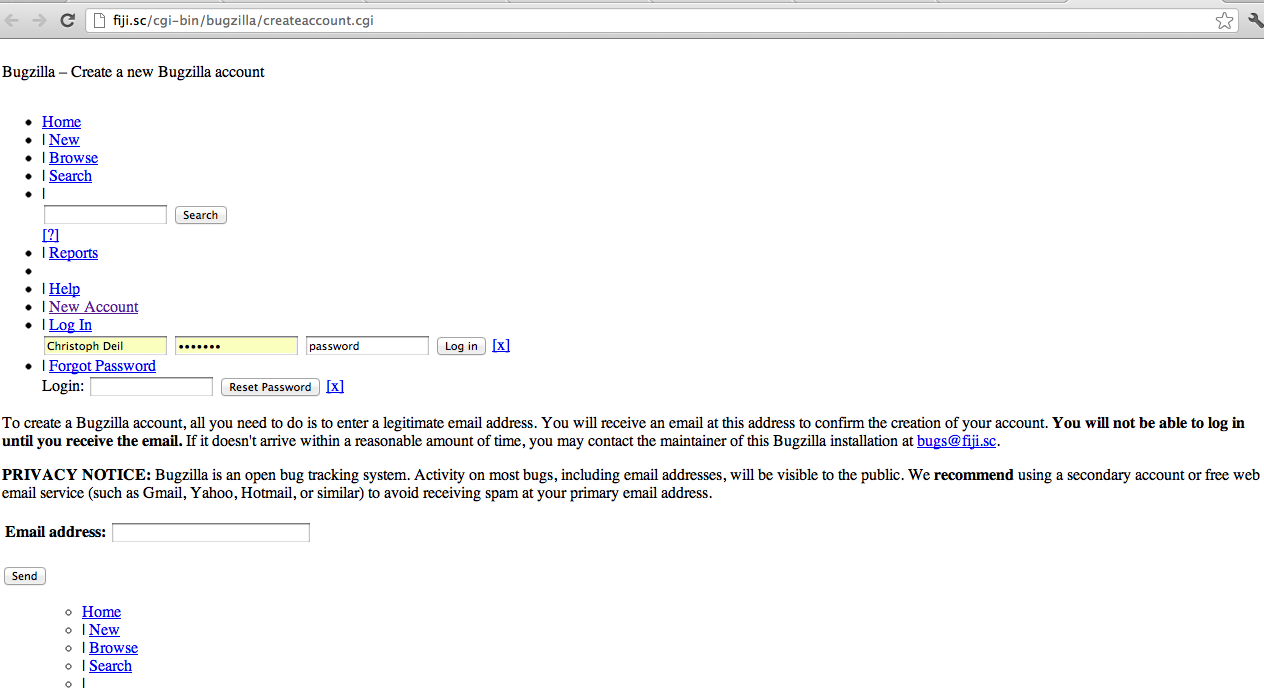 fiji.sc/cgi-bin/bugzilla/createaccount.cgi
Bugzilla – Create a new Bugzilla account
Home
| New
| Browse
| Search
|
Search
[?]
| Reports
| Help
| New Account
| Log In
Christoph Deil ••••••• password Log in [x]
| Forgot Password
Login: Reset Password [x]
To create a Bugzilla account, all you need to do is to enter a legitimate email address. You will receive an email at this address to confirm the creation of your account. You will not be able to log in
until you receive the email. If it doesn't arrive within a reasonable amount of time, you may contact the maintainer of this Bugzilla installation at bugs@fiji.sc.
PRIVACY NOTICE: Bugzilla is an open bug tracking system. Activity on most bugs, including email addresses, will be visible to the public. We recommend using a secondary account or free web
email service (such as Gmail, Yahoo, Hotmail, or similar) to avoid receiving spam at your primary email address.
Email address:
Send
Home
| New
| Browse
| Search
|